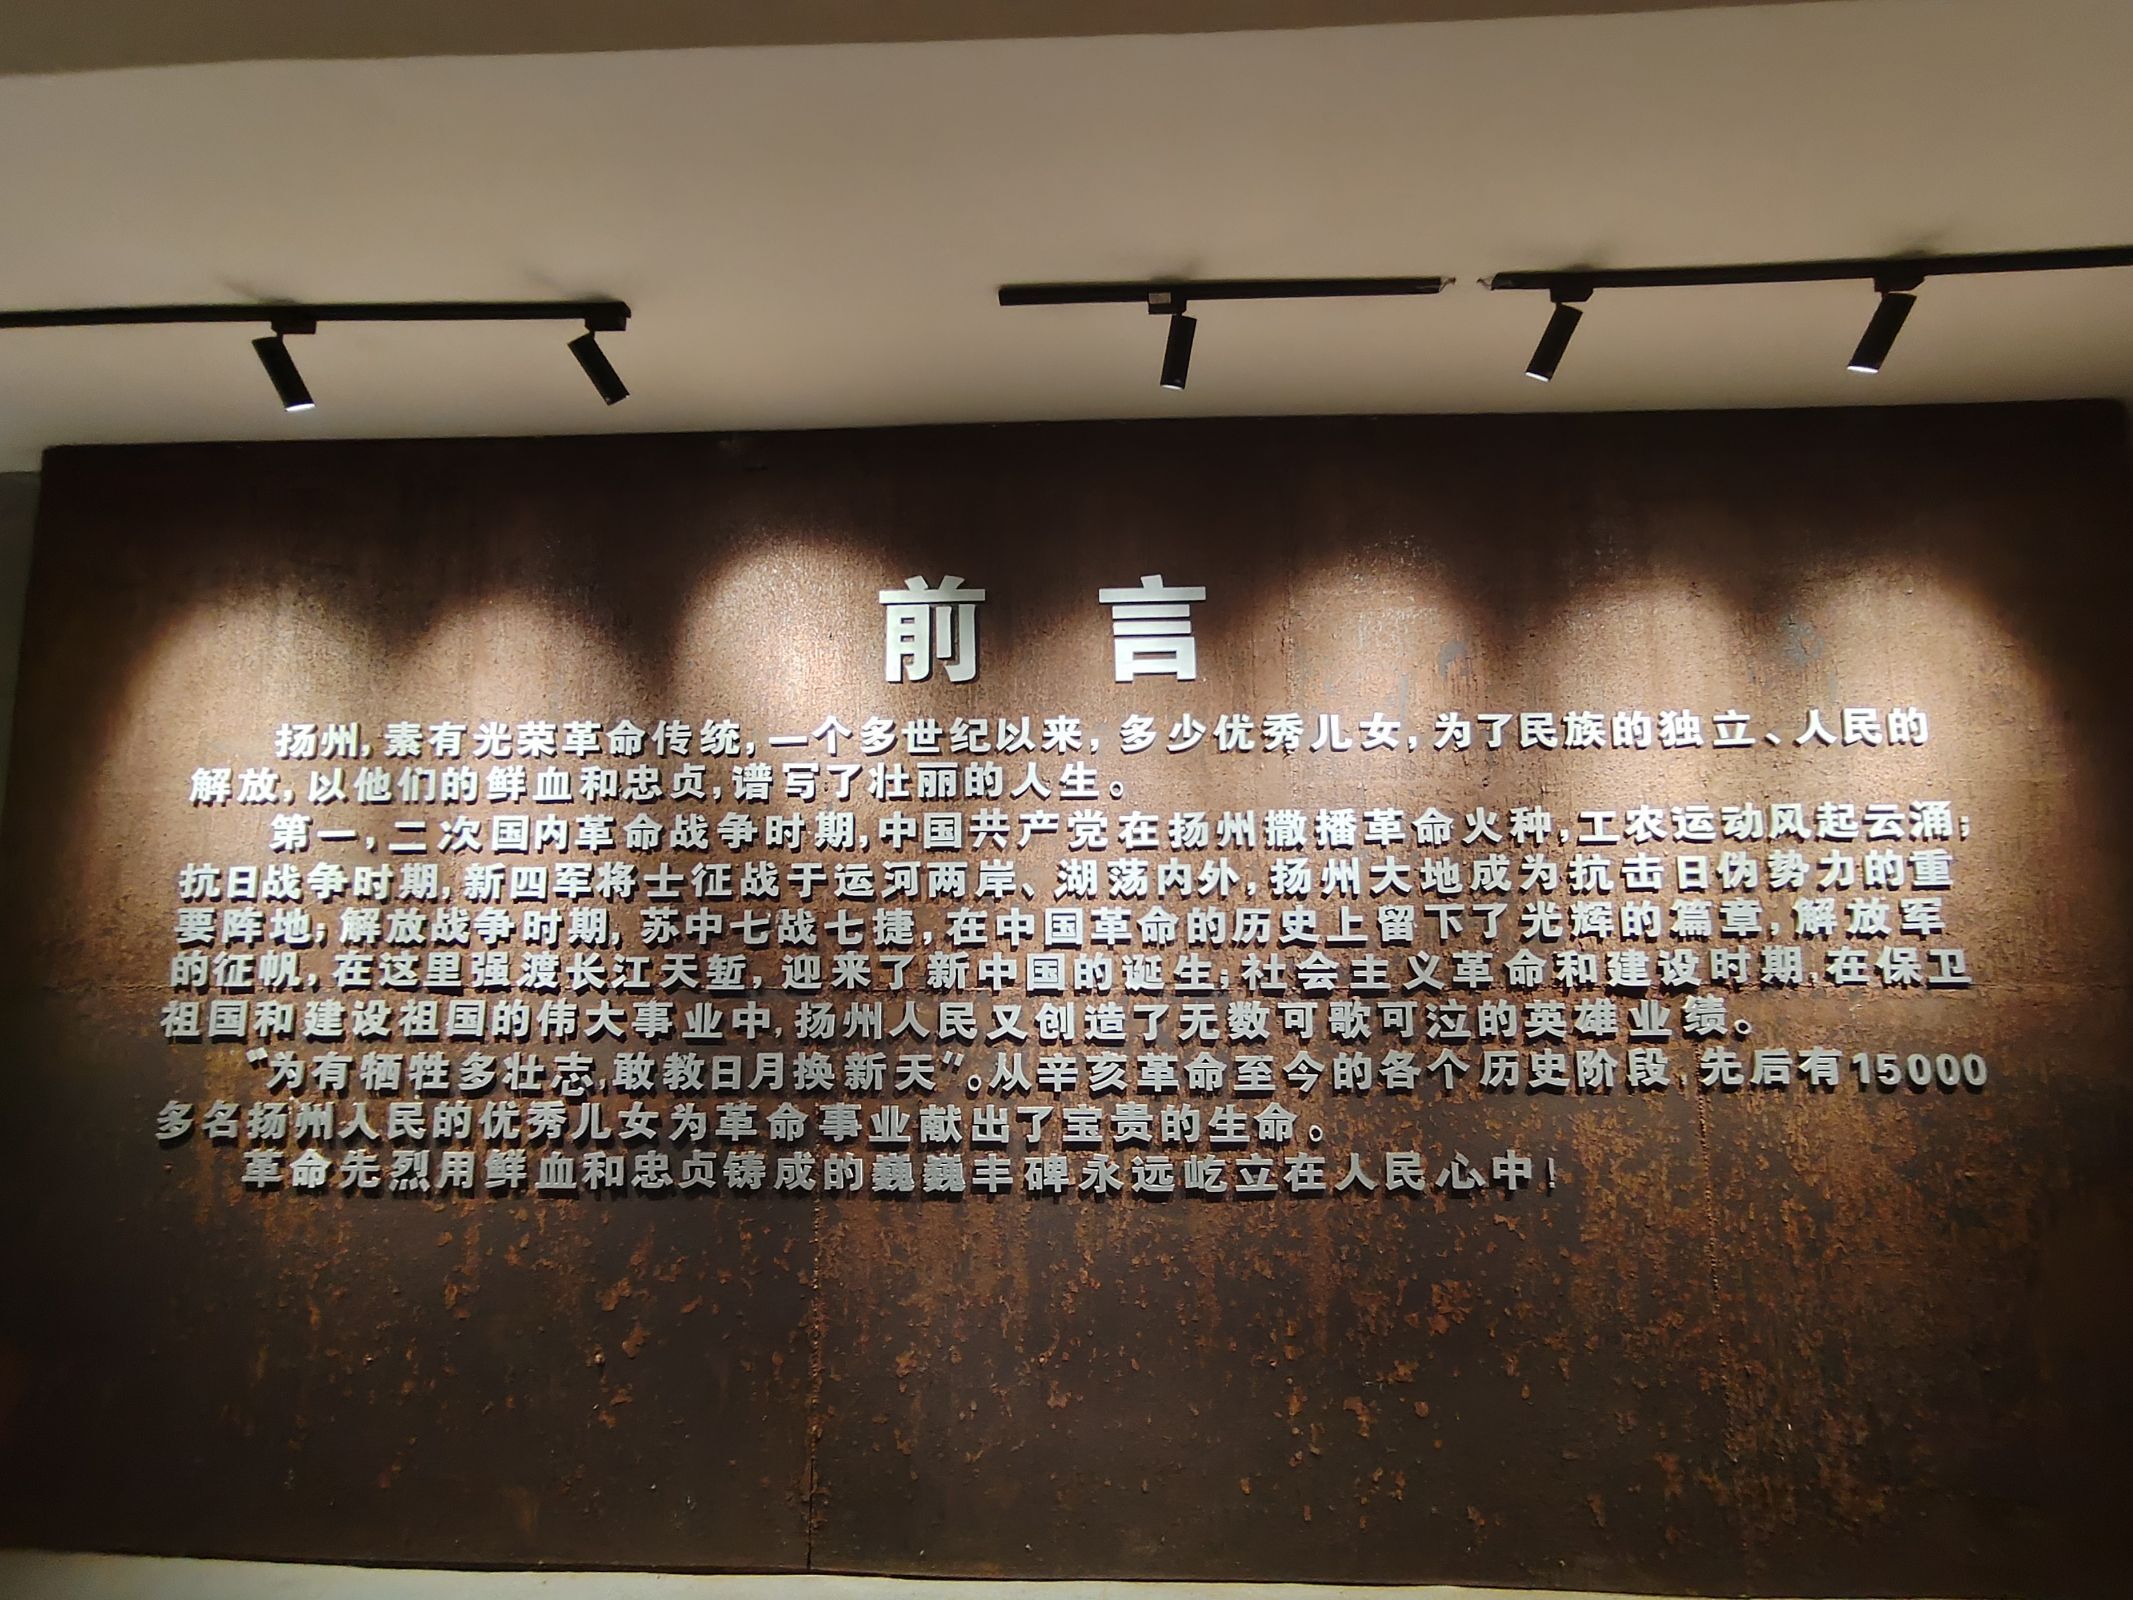 前言
扬州，素有光荣革命传统，一个多世纪以来，多少优秀儿女，为了民族的独立、人民的
解放，以他们的鲜血和忠贞，谱写了壮丽的人生。
第一，二次国内革命战争时期，中国共产党在扬州撒播革命火种，工农运动风起云涌；
抗日战争时期，新四军将士征战于运河两岸、湖荡内外，扬州大地成为抗击日伪势力的重
要阵地；解放战争时期，苏中七战七捷，在中国革命的历史上留下了光辉的篇章，解放军
的征帆，在这里强渡长江天堑，迎来了新中国的诞生；社会主义革命和建设时期，在保卫
祖国和建设祖国的伟大事业中，扬州人民又创造了无数可歌可泣的英雄业绩。
“为有牺牲多壮志，敢教日月换新天”。从辛亥革命至今的各个历史阶段，先后有15000
多名扬州人民的优秀儿女为革命事业献出了宝贵的生命。
革命先烈用鲜血和忠贞铸成的巍巍丰碑永远屹立在人民心中！